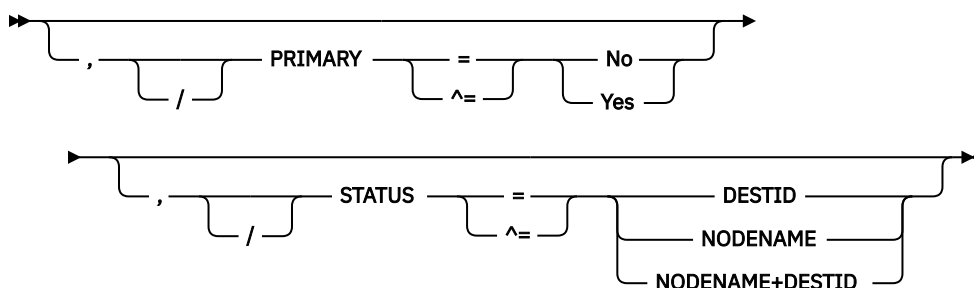 , PRIMARY = No
/ ^= Yes
, STATUS = DESTID
/ ^= NODENAME
NODENAME+DESTID